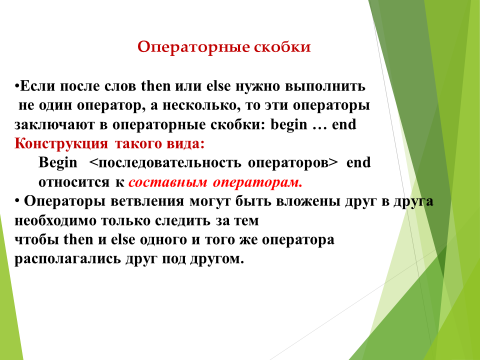 Операторные скобки
•Если после слов then или else нужно выполнить
не один оператор, а несколько, то эти операторы
заключают в операторные скобки: begin … end
Конструкция такого вида:
Begin <последовательность операторов> end
относится к составным операторам.
• Операторы ветвления могут быть вложены друг в друга
необходимо только следить за тем
чтобы then и else одного и того же оператора
располагались друг под другом.